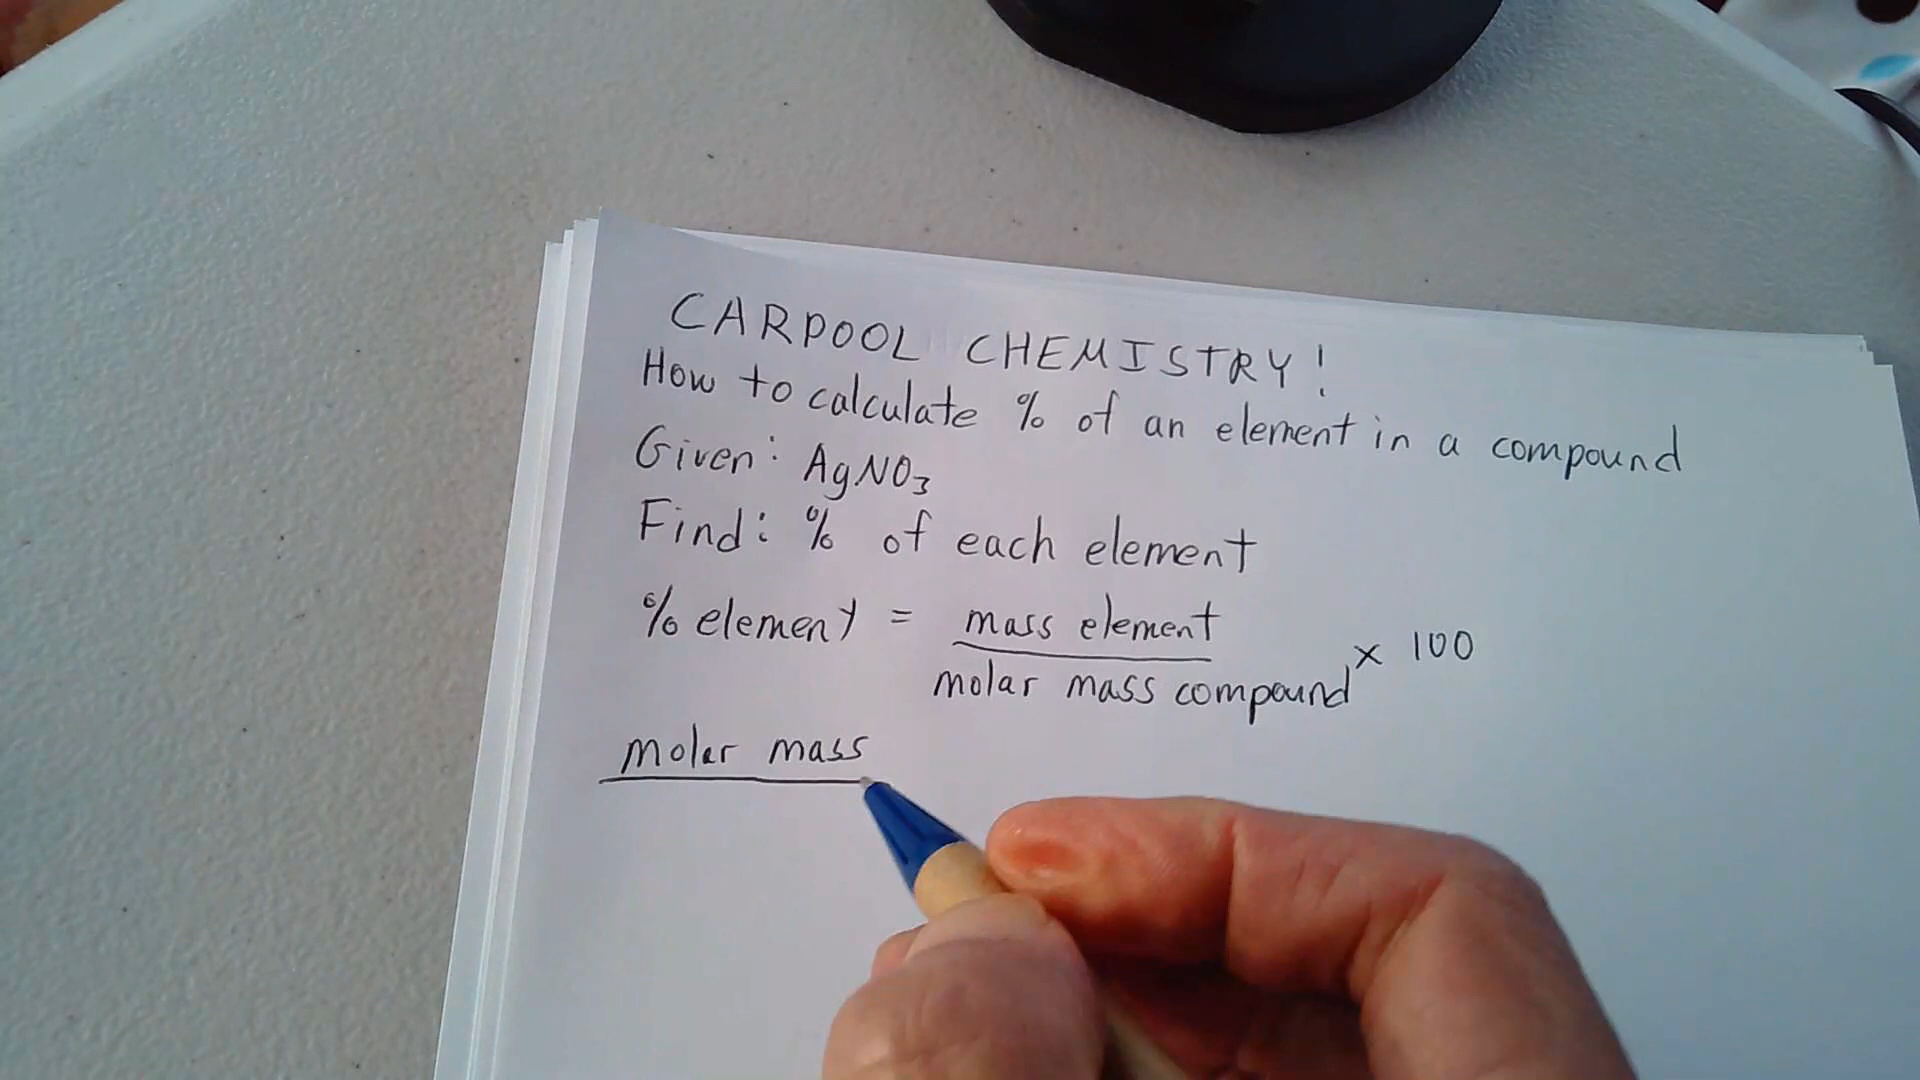 CARPOOL CHEMISTRY!
How to calculate % of an element in a compound
Given: AgNO₃
Find: % of each element
% element = mass element
molar mass compound x 100
molar mass